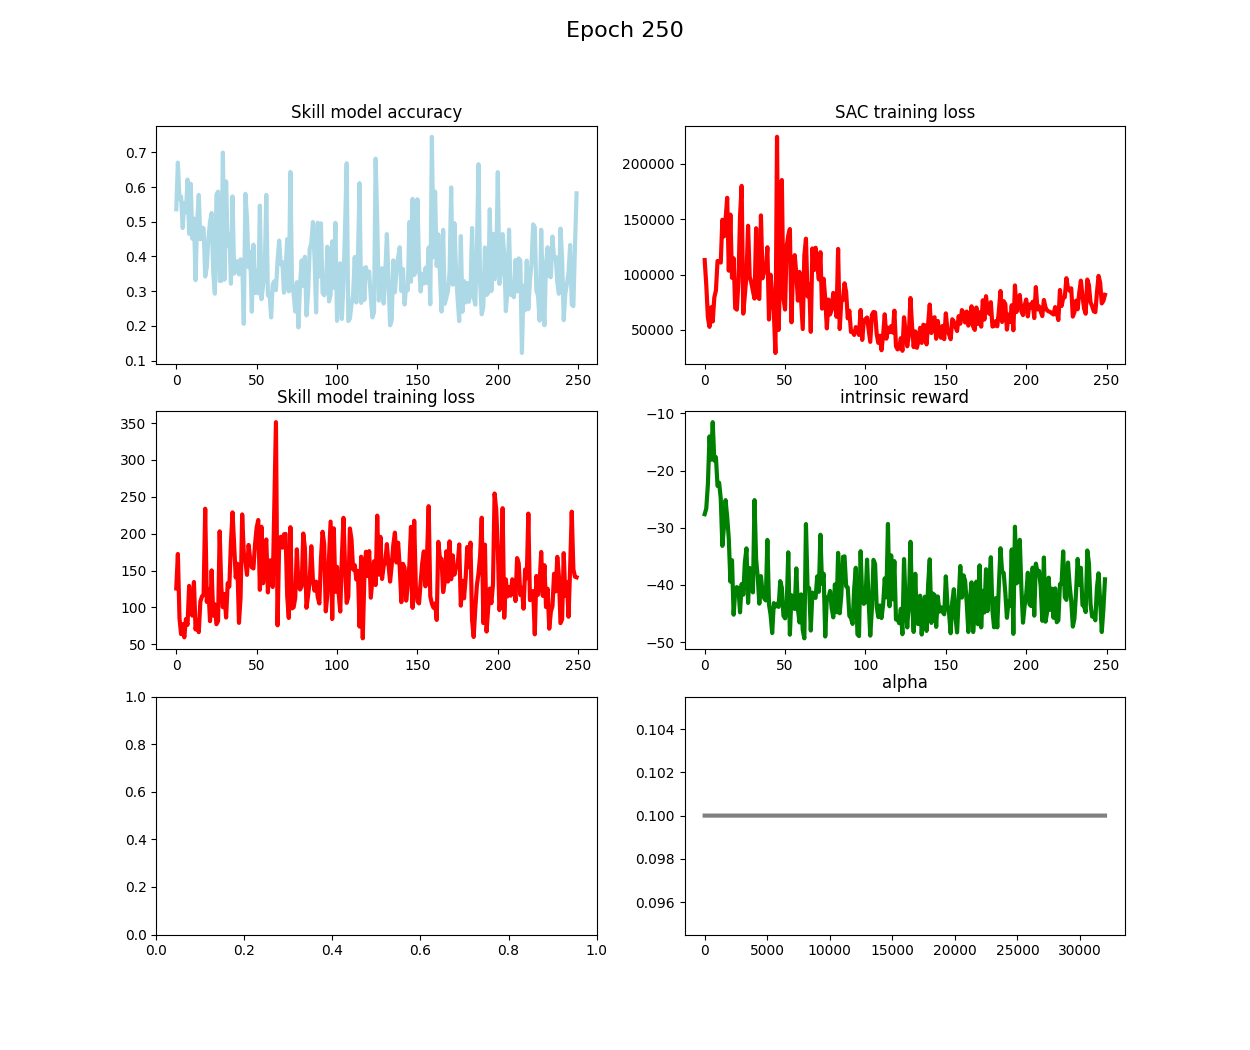 Epoch 250
Skill model accuracy
0.7
0.6
0.5
0.4
0.3
0.2
0.1
0 50 100 150 200 250
SAC training loss
200000
150000
100000
50000
0 50 100 150 200 250
Skill model training loss
350
300
250
200
150
100
50
0 50 100 150 200 250
intrinsic reward
−10
−20
−30
−40
−50
0 50 100 150 200 250
1.0
0.8
0.6
0.4
0.2
0.0
0.0 0.2 0.4 0.6 0.8 1.0
alpha
0.104
0.102
0.100
0.098
0.096
0 5000 10000 15000 20000 25000 30000